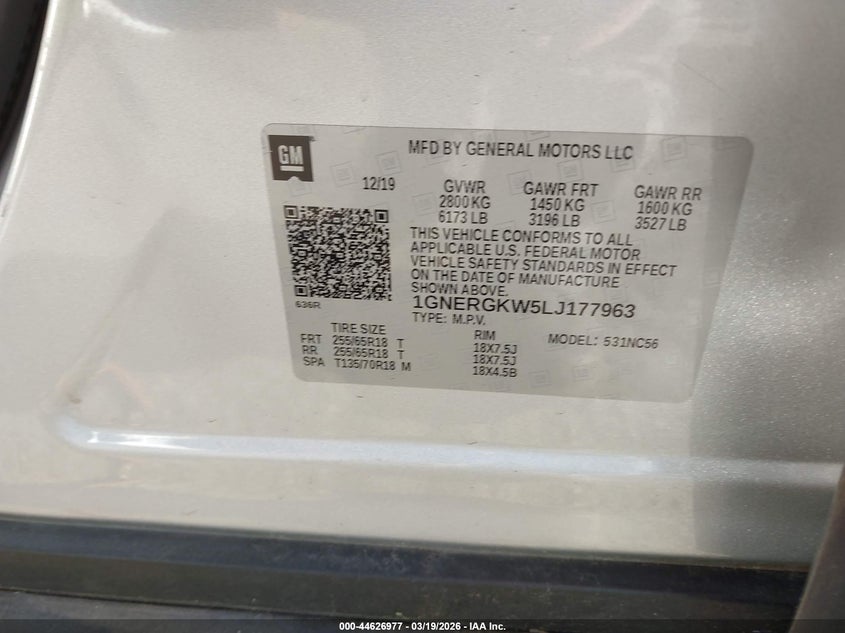 GM
MFD BY GENERAL MOTORS LLC
12/19
GVWR GAWR FRT GAWR RR
2800 KG 1450 KG 1600 KG
6173 LB 3196 LB 3527 LB
THIS VEHICLE CONFORMS TO ALL
APPLICABLE U.S. FEDERAL MOTOR
VEHICLE SAFETY STANDARDS IN EFFECT
ON THE DATE OF MANUFACTURE
SHOWN ABOVE.
636R
1GNERGKW5LJ177963
TYPE: M.P.V.
TIRE SIZE RIM MODEL: 531NC56
FRT 255/65R18 T 18X7.5J
RR 255/65R18 T 18X7.5J
SPA T135/70R18 M 18X4.5B
000-44626977 - 03/19/2026 - IAA Inc.